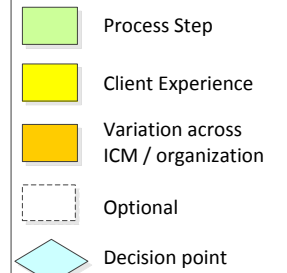 Process Step
Client Experience
Variation across
ICM / organization
Optional
Decision point